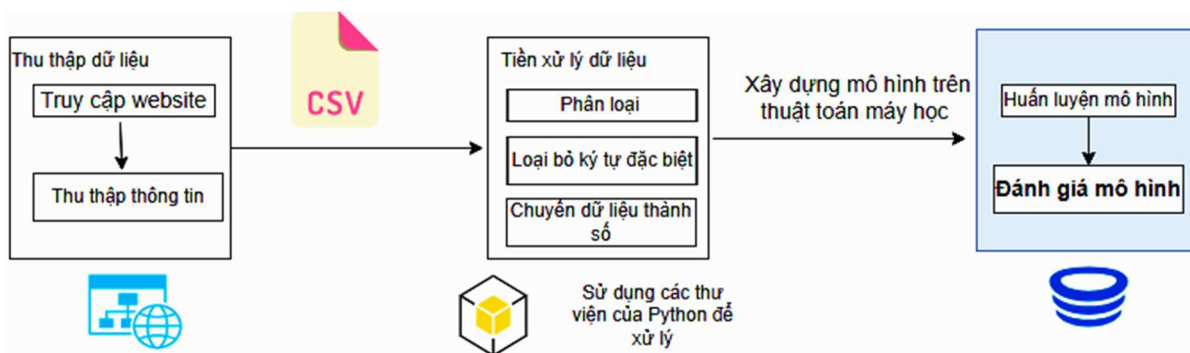 Thu thập dữ liệu
Truy cập website
Thu thập thông tin
CSV
Tiền xử lý dữ liệu
Phân loại
Loại bỏ ký tự đặc biệt
Chuyển dữ liệu thành
số
Sử dụng các thư
viện của Python để
xử lý
Xây dựng mô hình trên
thuật toán máy học
Huấn luyện mô hình
Đánh giá mô hình